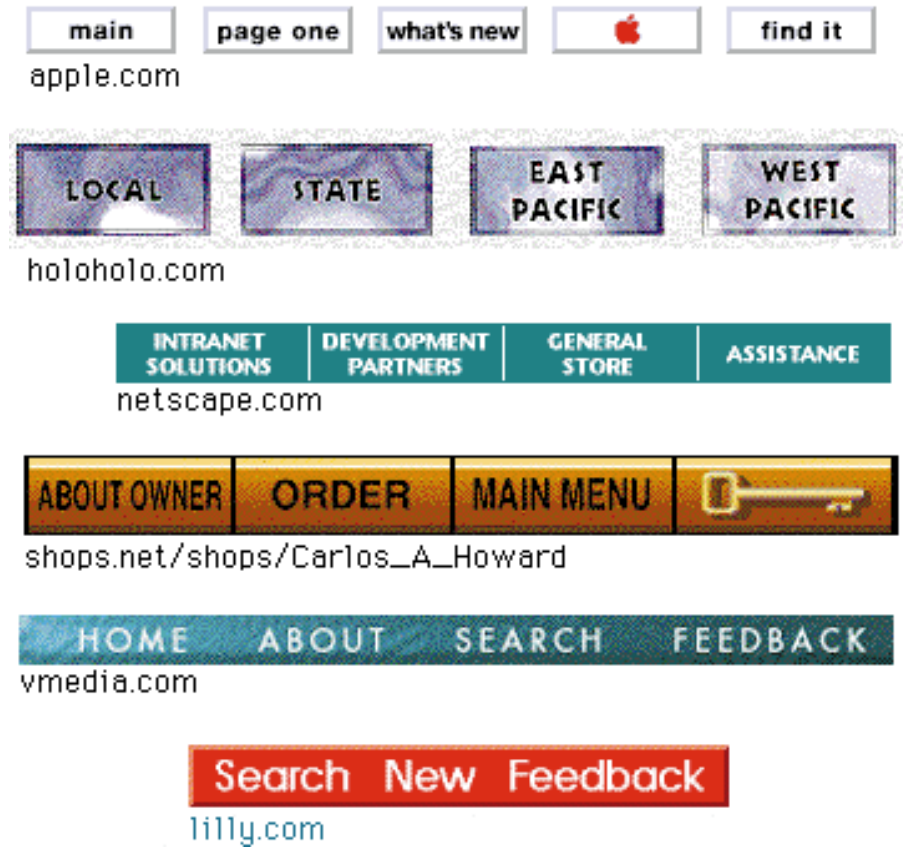 main page one what's new find it
apple.com
LOCAL STATE EAST PACIFIC WEST PACIFIC
holoholo.com
INTRANET SOLUTIONS DEVELOPMENT PARTNERS GENERAL STORE ASSISTANCE
netscape.com
ABOUT OWNER ORDER MAIN MENU
shops.net/shops/Carlos_A_Howard
HOME ABOUT SEARCH FEEDBACK
vmedia.com
Search New Feedback
lilly.com